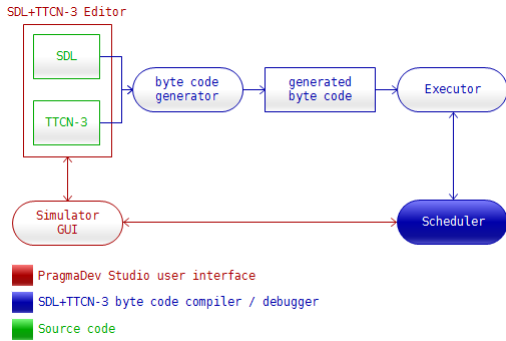 SDL+TTCN-3 Editor
SDL
TTCN-3
byte code
generator
generated
byte code
Executor
Simulator
GUI
Scheduler
PragmaDev Studio user interface
SDL+TTCN-3 byte code compiler / debugger
Source code